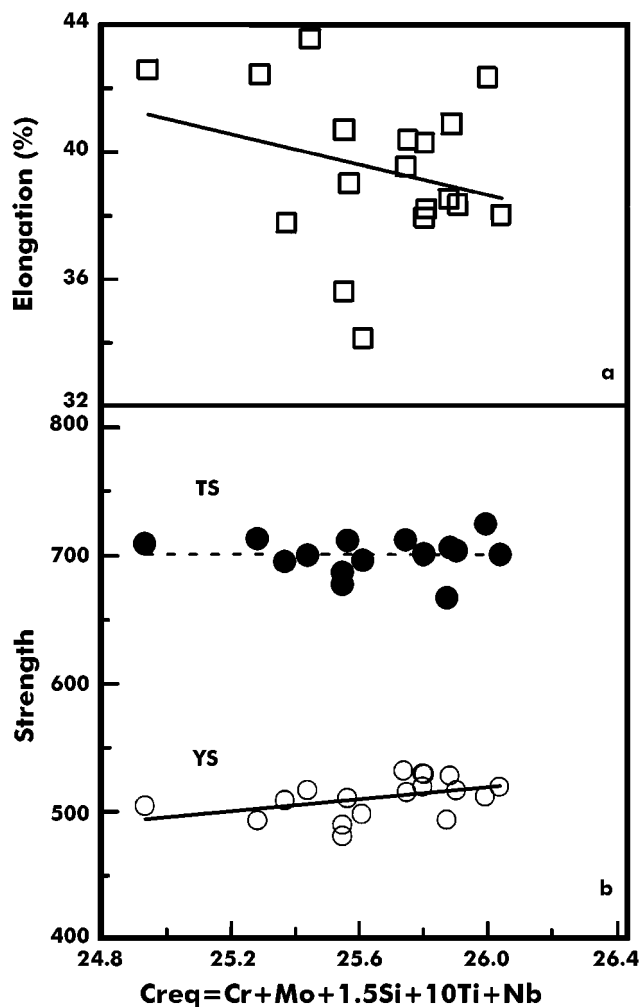 44
40
36
32
Elongation (%)
a
800
700
600
500
400
Strength
TS
YS
b
24.8 25.2 25.6 26.0 26.4
Creq=Cr+Mo+1.5Si+10Ti+Nb